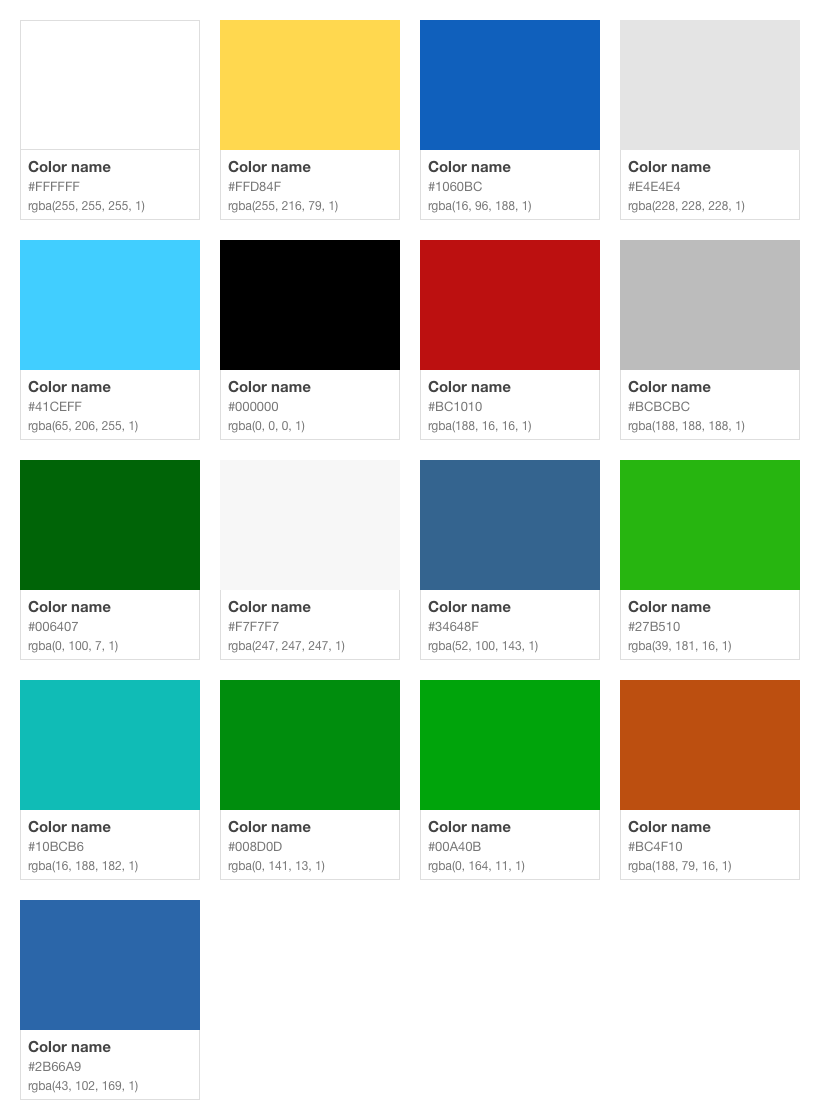 Color name
#FFFFFF
rgba(255, 255, 255, 1)
Color name
#FFD84F
rgba(255, 216, 79, 1)
Color name
#1060BC
rgba(16, 96, 188, 1)
Color name
#E4E4E4
rgba(228, 228, 228, 1)
Color name
#41CEFF
rgba(65, 206, 255, 1)
Color name
#000000
rgba(0, 0, 0, 1)
Color name
#BC1010
rgba(188, 16, 16, 1)
Color name
#BCBCBC
rgba(188, 188, 188, 1)
Color name
#006407
rgba(0, 100, 7, 1)
Color name
#F7F7F7
rgba(247, 247, 247, 1)
Color name
#34648F
rgba(52, 100, 143, 1)
Color name
#27B510
rgba(39, 181, 16, 1)
Color name
#10BCB6
rgba(16, 188, 182, 1)
Color name
#008D0D
rgba(0, 141, 13, 1)
Color name
#00A40B
rgba(0, 164, 11, 1)
Color name
#BC4F10
rgba(188, 79, 16, 1)
Color name
#2B66A9
rgba(43, 102, 169, 1)